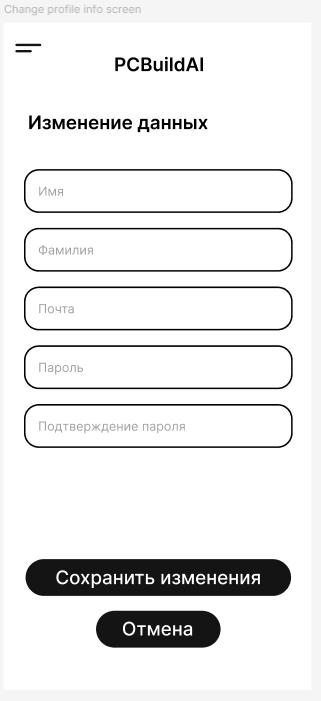 Change profile info screen
PCBuildAI
Изменение данных
Имя
Фамилия
Почта
Пароль
Подтверждение пароля
Сохранить изменения
Отмена